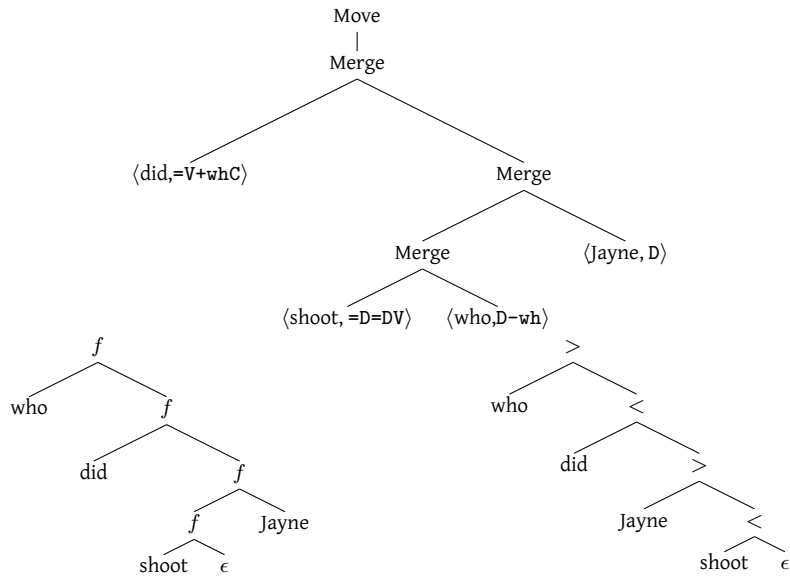 Move
Merge
⟨did,=V+whC⟩ Merge
Merge ⟨Jayne, D⟩
⟨shoot, =D=DV⟩ ⟨who,D-wh⟩
f
who f
did f
f Jayne
shoot ϵ
>
who <
did >
Jayne <
shoot ϵ